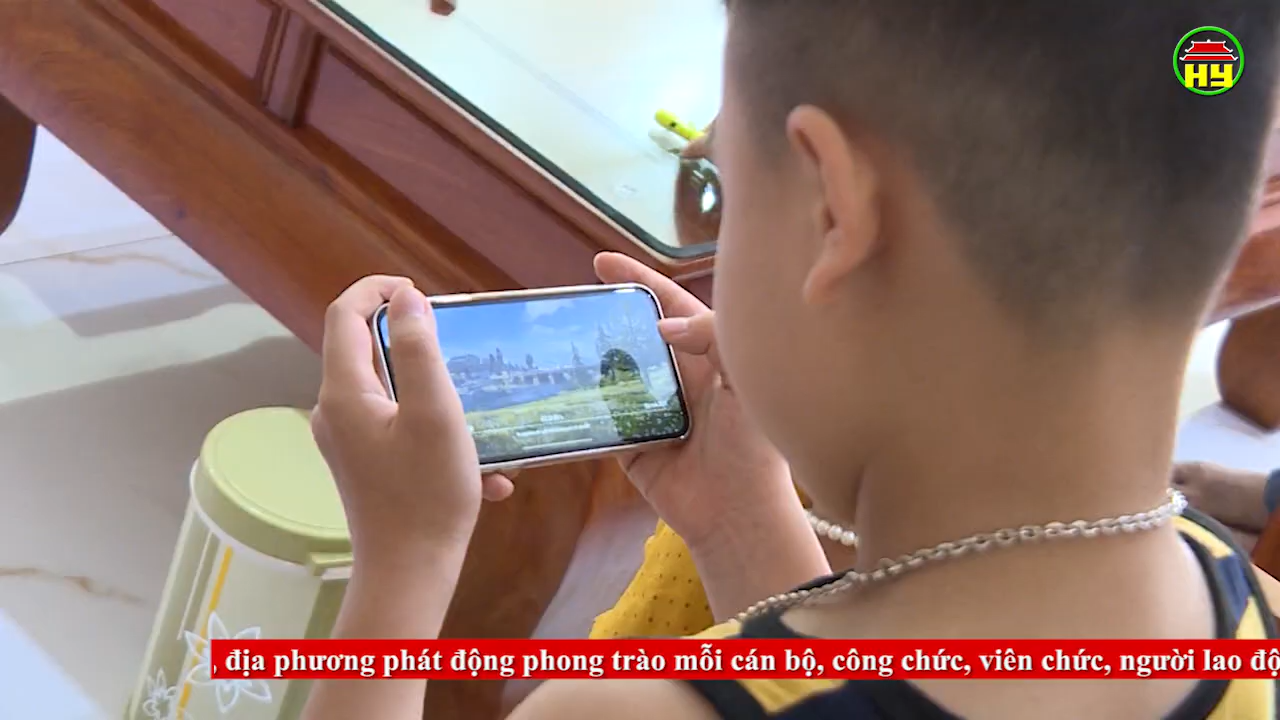 HY
, địa phương phát động phong trào mỗi cán bộ, công chức, viên chức, người lao độ